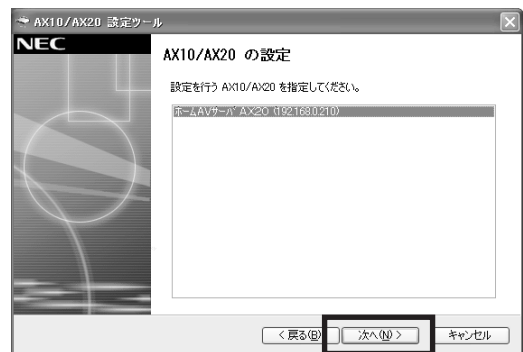 AX10/AX20 設定ツール
NEC
AX10/AX20 の設定
設定を行う AX10/AX20 を指定してください。
ホームAVサーバ AX20 (192.168.0.210)
< 戻る(B) 次へ(N) > キャンセル